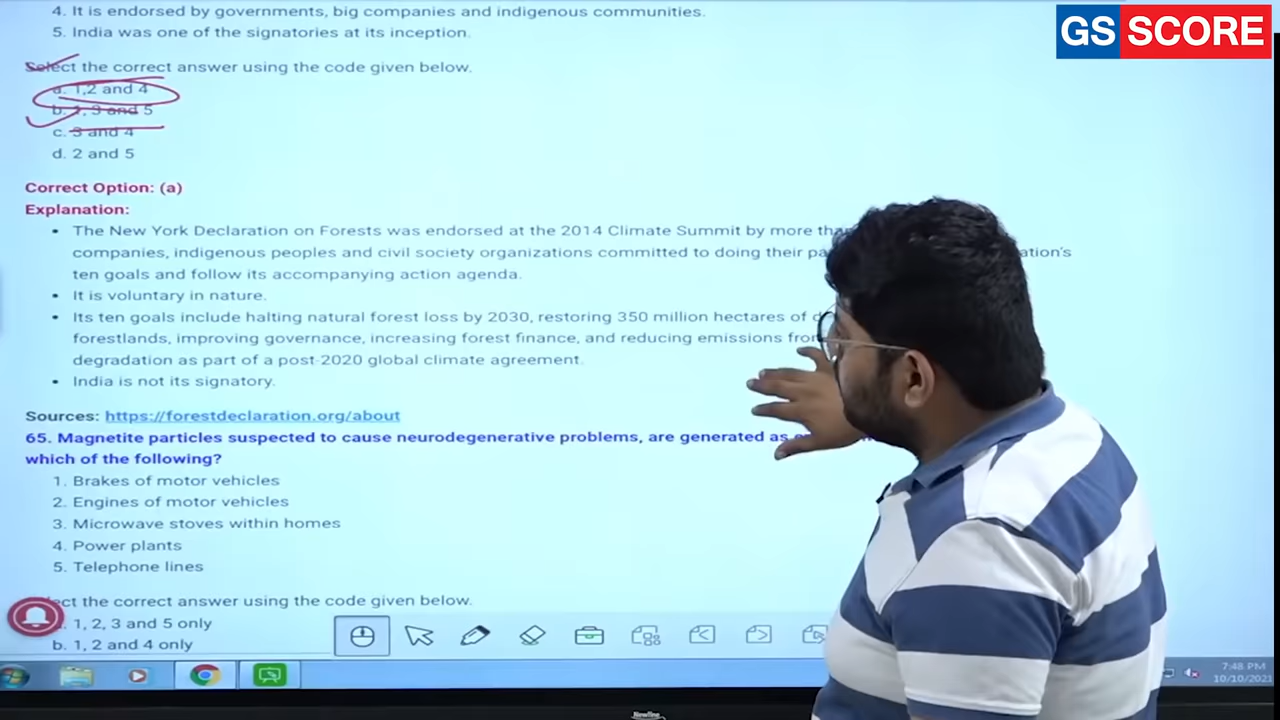 4. It is endorsed by governments, big companies and indigenous communities.
GS SCORE
5. India was one of the signatories at its inception.
Select the correct answer using the code given below.
a. 1,2 and 4
b. 1, 3 and 5
c. 3 and 4
d. 2 and 5
Correct Option: (a)
Explanation:
• The New York Declaration on Forests was endorsed at the 2014 Climate Summit by more
companies, indigenous peoples and civil society organizations committed to doing their
ten goals and follow its accompanying action agenda.
• It is voluntary in nature.
• Its ten goals include halting natural forest loss by 2030, restoring 350 million hectares of
forestlands, improving governance, increasing forest finance, and reducing emissions
degradation as part of a post-2020 global climate agreement.
• India is not its signatory.
Sources: https://forestdeclaration.org/about
65. Magnetite particles suspected to cause neurodegenerative problems, are generated as
which of the following?
1. Brakes of motor vehicles
2. Engines of motor vehicles
3. Microwave stoves within homes
4. Power plants
5. Telephone lines
the correct answer using the code given below.
1, 2, 3 and 5 only
b. 1, 2 and 4 only
7:48 PM
10/10/2021
Newline